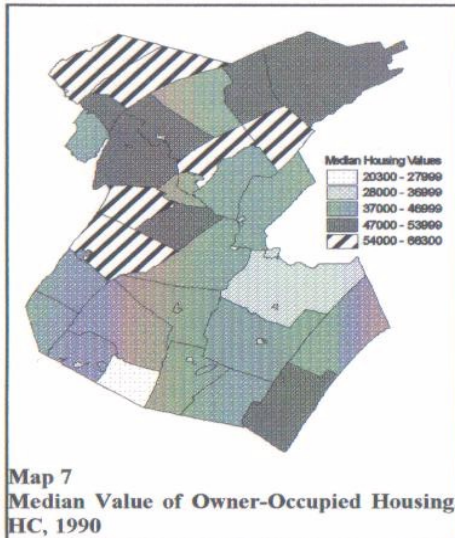 Median Housing Values
20300 - 27999
28000 - 36999
37000 - 46999
47000 - 53999
54000 - 66300
Map 7
Median Value of Owner-Occupied Housing
HC, 1990